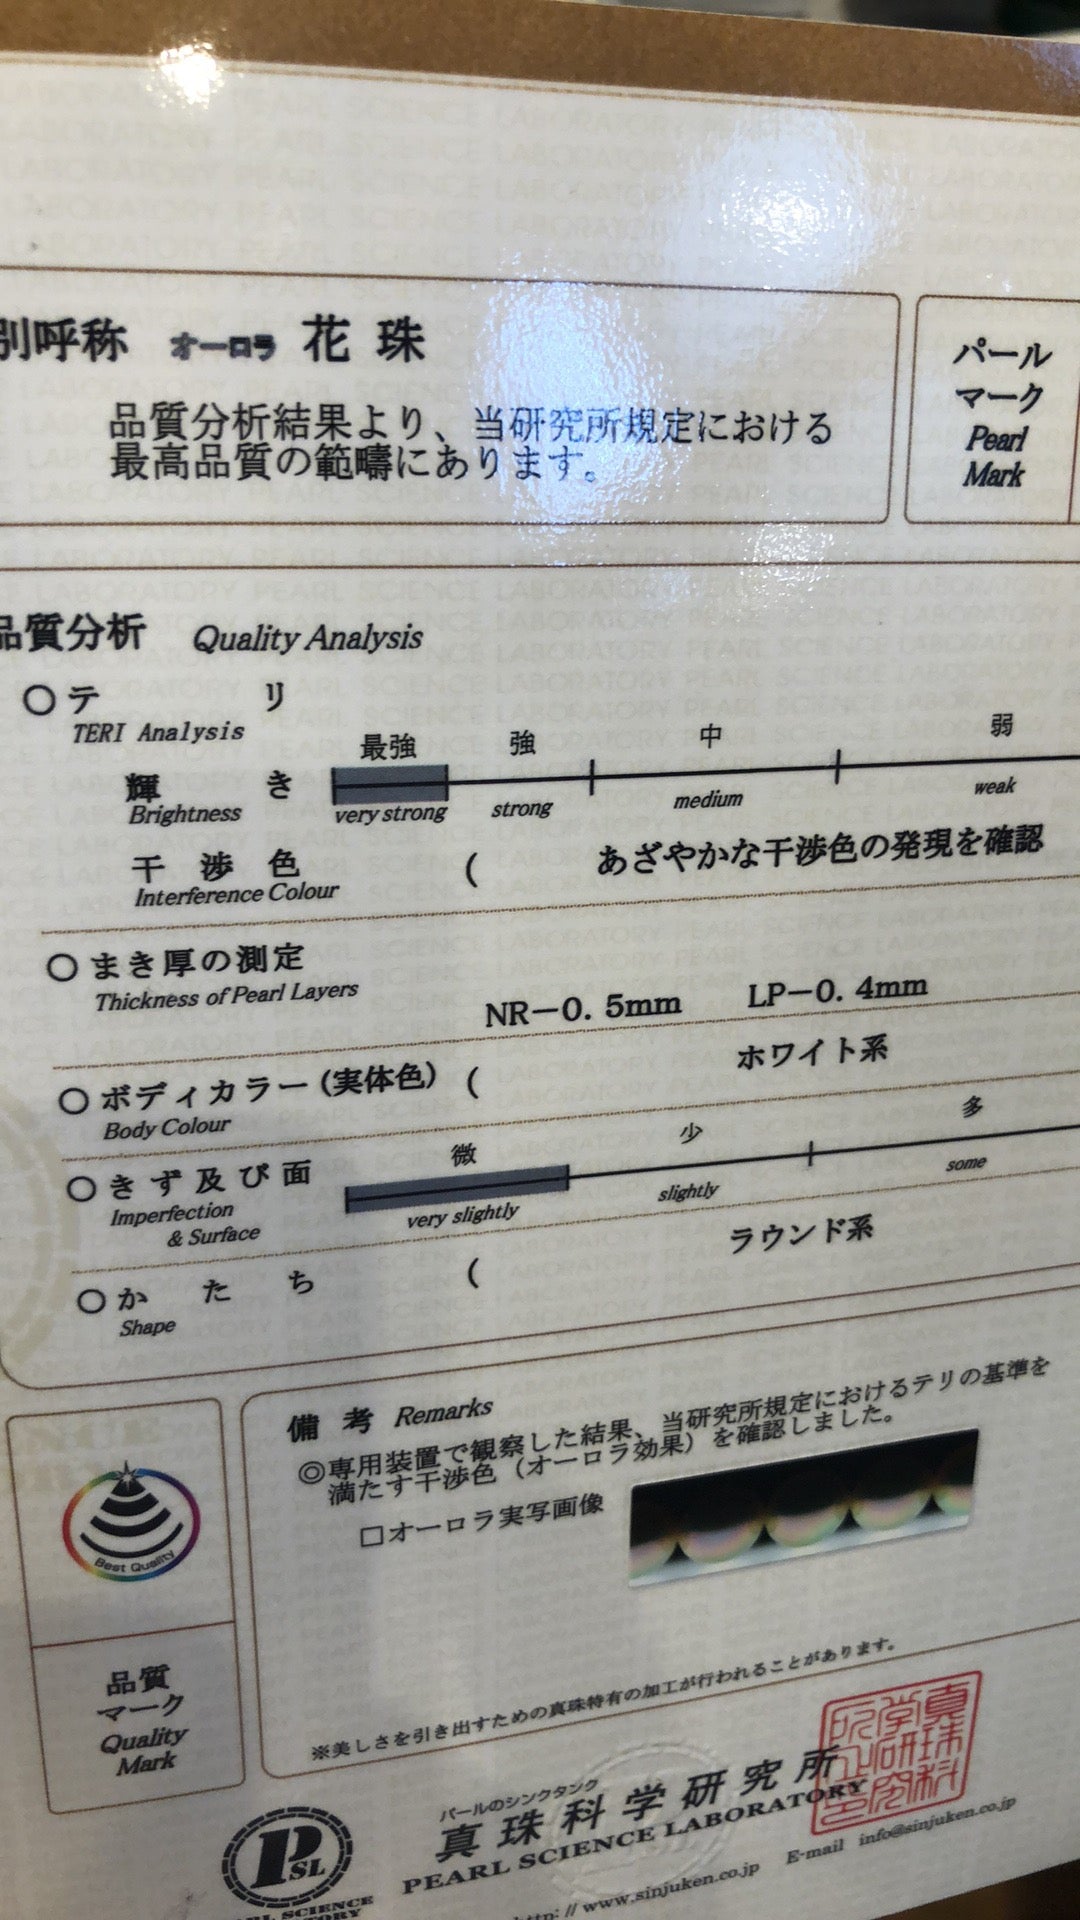 別呼称 オーロラ 花珠
品質分析結果より、当研究所規定における
最高品質の範疇にあります。
パール
マーク
Pearl
Mark
品質分析 Quality Analysis
○テリ
TERI Analysis
最強 強 中 弱
輝き
Brightness
very strong strong medium weak
干渉色 ( あざやかな干渉色の発現を確認
Interference Colour
○まき厚の測定
Thickness of Pearl Layers
NR-0.5mm LP-0.4mm
○ボディカラー(実体色) ( ホワイト系
Body Colour
微 少 多
○きず及び面
Imperfection
& Surface
very slightly slightly some
○かたち ( ラウンド系
Shape
備考 Remarks
◎専用装置で観察した結果、当研究所規定におけるテリの基準を
満たす干渉色(オーロラ効果)を確認しました。
□オーロラ実写画像
Best Quality
品質
マーク
Quality
Mark
※美しさを引き出すための真珠特有の加工が行われることがあります。
パールのシンクタンク
真珠科学研究所
PEARL SCIENCE LABORATORY
PSL
http://www.sinjuken.co.jp E-mail info@sinjuken.co.jp